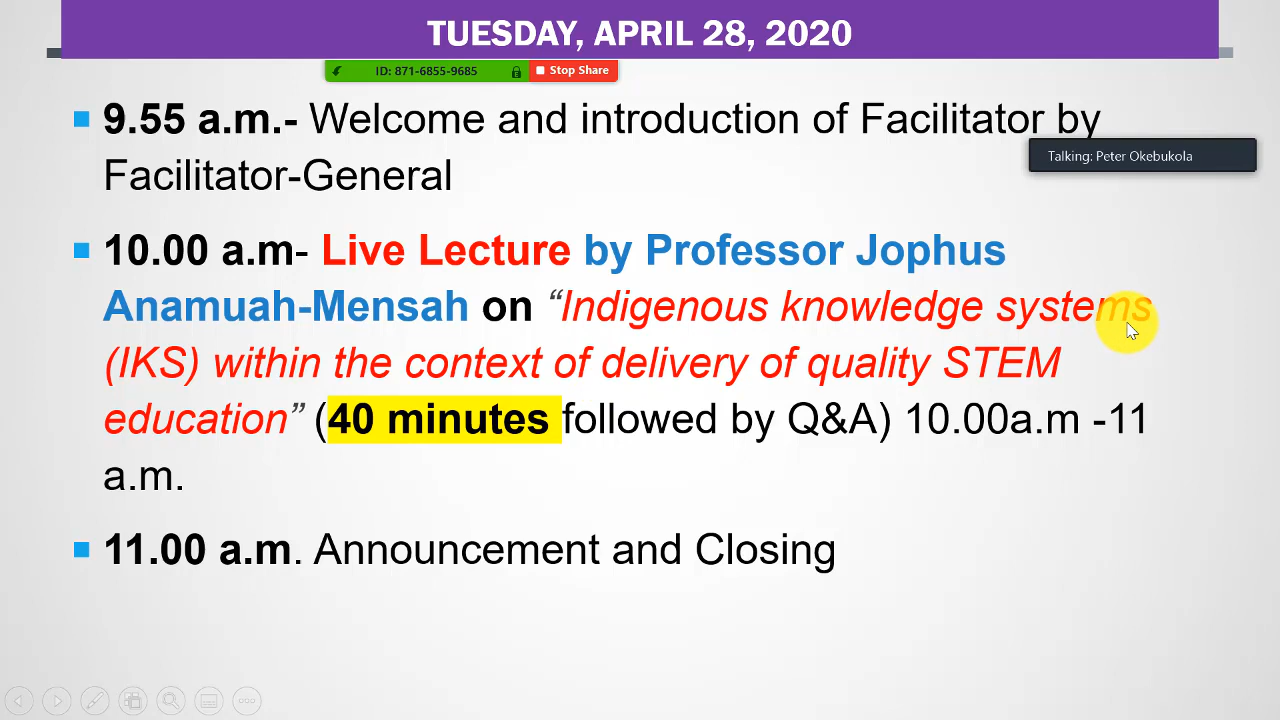 TUESDAY, APRIL 28, 2020
ID: 871-6855-9685
Stop Share
9.55 a.m.- Welcome and introduction of Facilitator by
Talking: Peter Okebukola
Facilitator-General
10.00 a.m- Live Lecture by Professor Jophus
Anamuah-Mensah on “Indigenous knowledge systems
(IKS) within the context of delivery of quality STEM
education” (40 minutes followed by Q&A) 10.00a.m -11
a.m.
11.00 a.m. Announcement and Closing